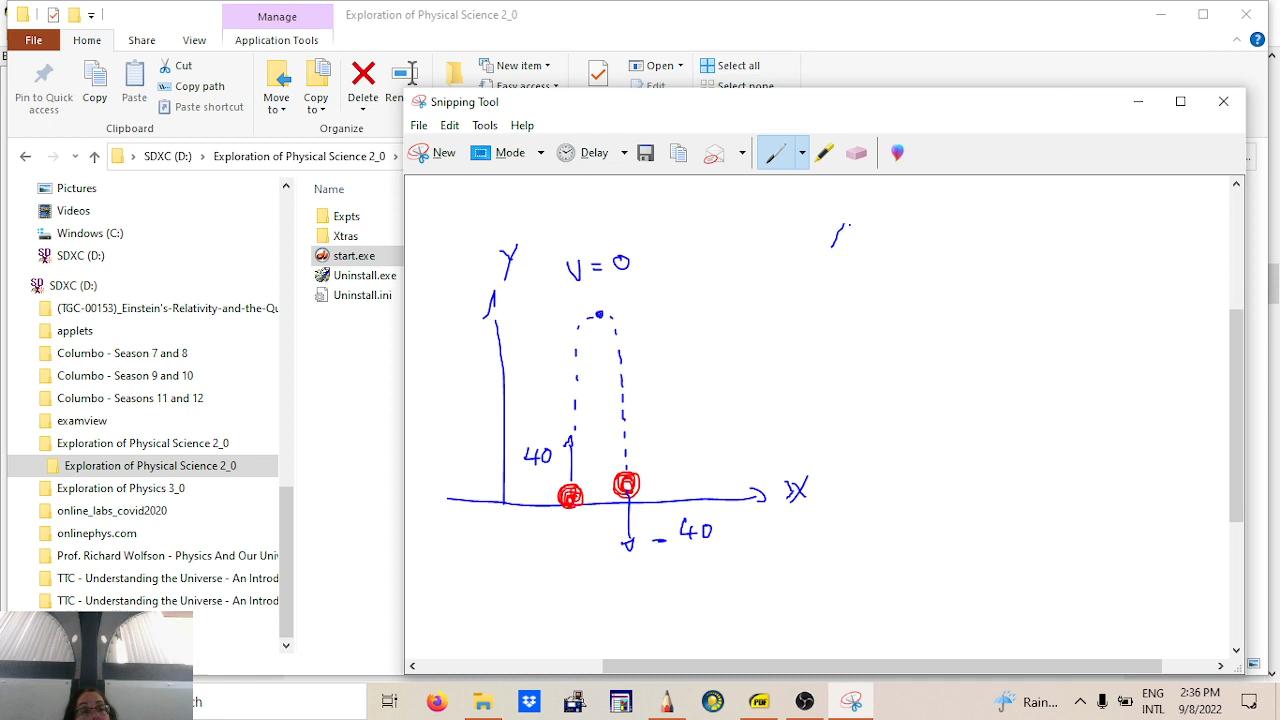 Manage
Exploration of Physical Science 2_0
File
Home
Share
View
Application Tools
Pin to Quick access
Copy
Paste
Cut
Copy path
Paste shortcut
Move to
Copy to
Delete
New item
Easy access
Open
Edit
Select all
Select none
Clipboard
Organize
SDXC (D:)
Exploration of Physical Science 2_0
Snipping Tool
File
Edit
Tools
Help
New
Mode
Delay
Pictures
Videos
Windows (C:)
SDXC (D:)
SDXC (D:)
(TGC-00153)_Einstein's-Relativity-and-the-Qu
applets
Columbo - Season 7 and 8
Columbo - Season 9 and 10
Columbo - Seasons 11 and 12
examview
Exploration of Physical Science 2_0
Exploration of Physical Science 2_0
Exploration of Physics 3_0
online_labs_covid2020
onlinephys.com
Prof. Richard Wolfson - Physics And Our Univ
TTC - Understanding the Universe - An Introd
TTC - Understanding the Universe - An Introd
Name
Expts
Xtras
start.exe
Uninstall.exe
Uninstall.ini
Y
V = 0
40
X
- 40
PDF
Rain...
ENG
INTL
2:36 PM
9/8/2022